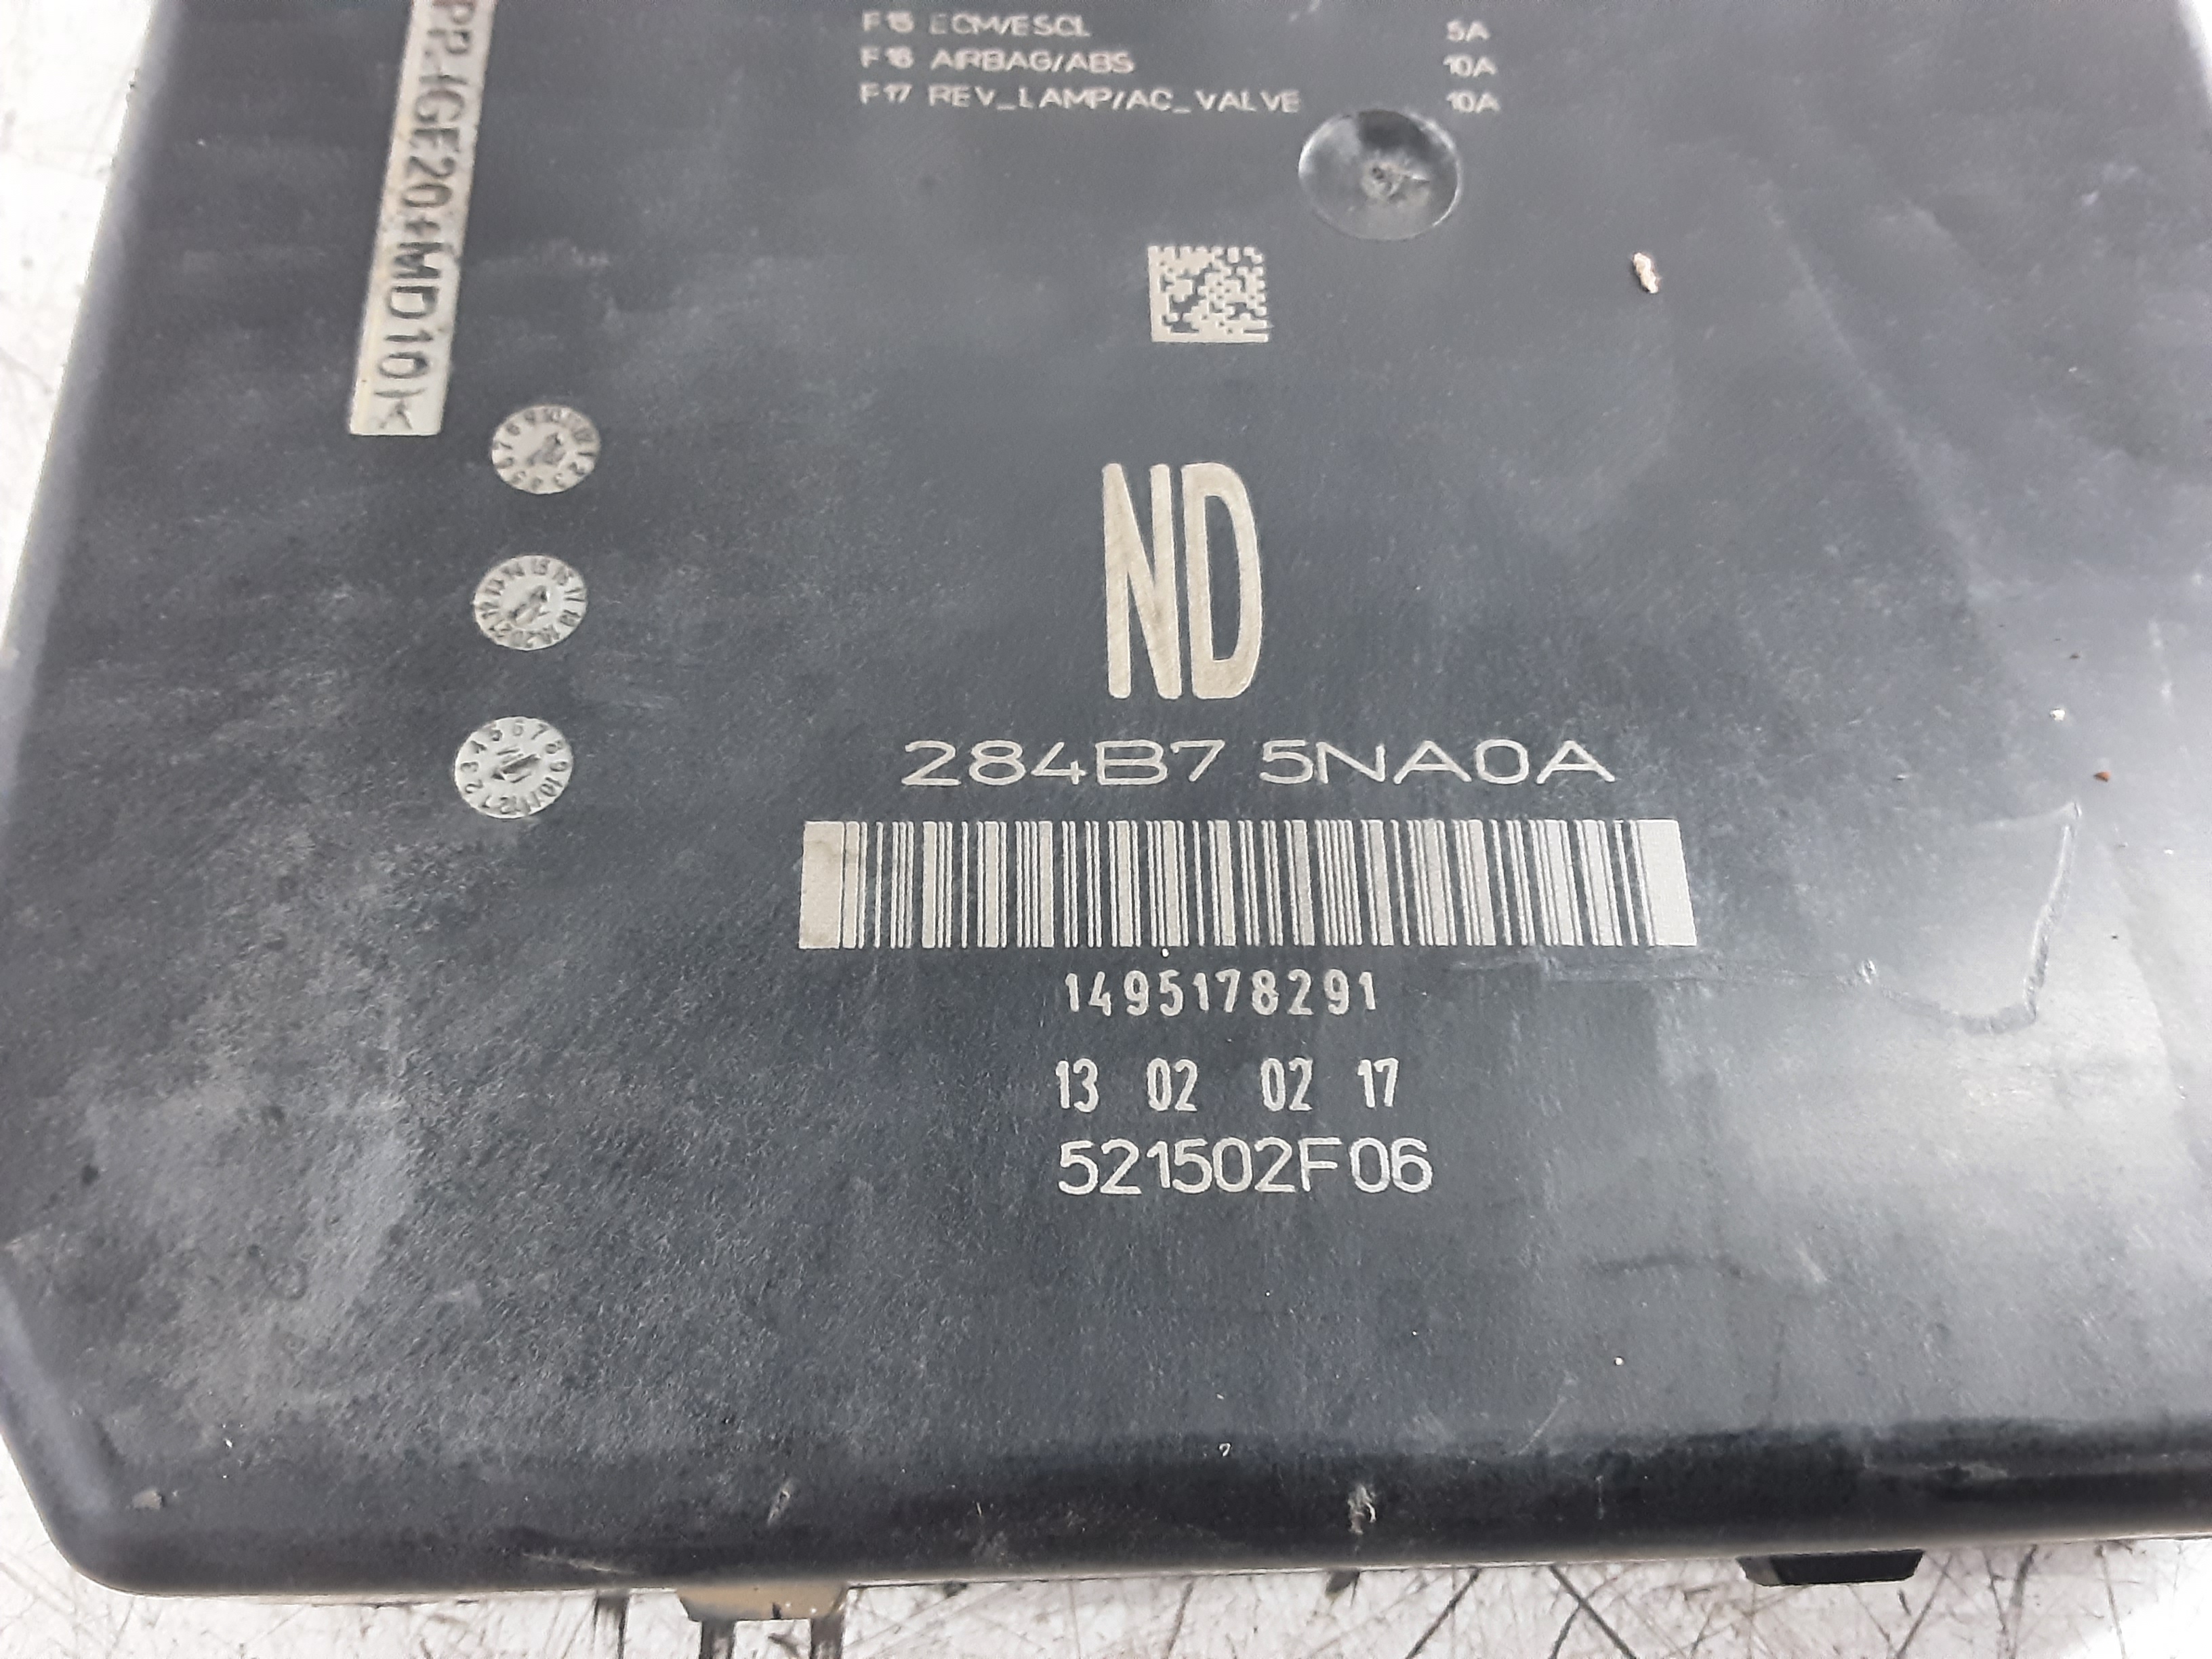 F15 ECM/ESCL 5A
F16 AIRBAG/ABS 10A
F17 REV_LAMP/AC_VALVE 10A
ND
284B7 5NA0A
1495178291
13 02 02 17
521502F06